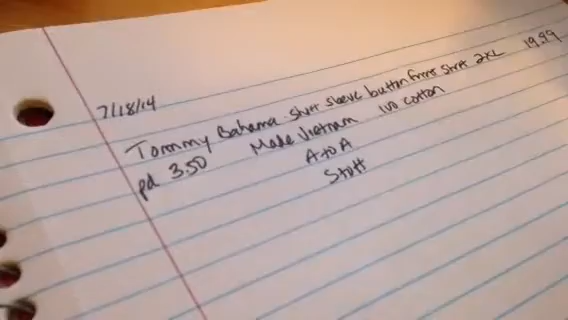 7/18/14
Tommy Bahama short sleeve button front shirt 2XL 19.99
pd 3.50 Made Vietnam 100 cotton
A to A
Stuff